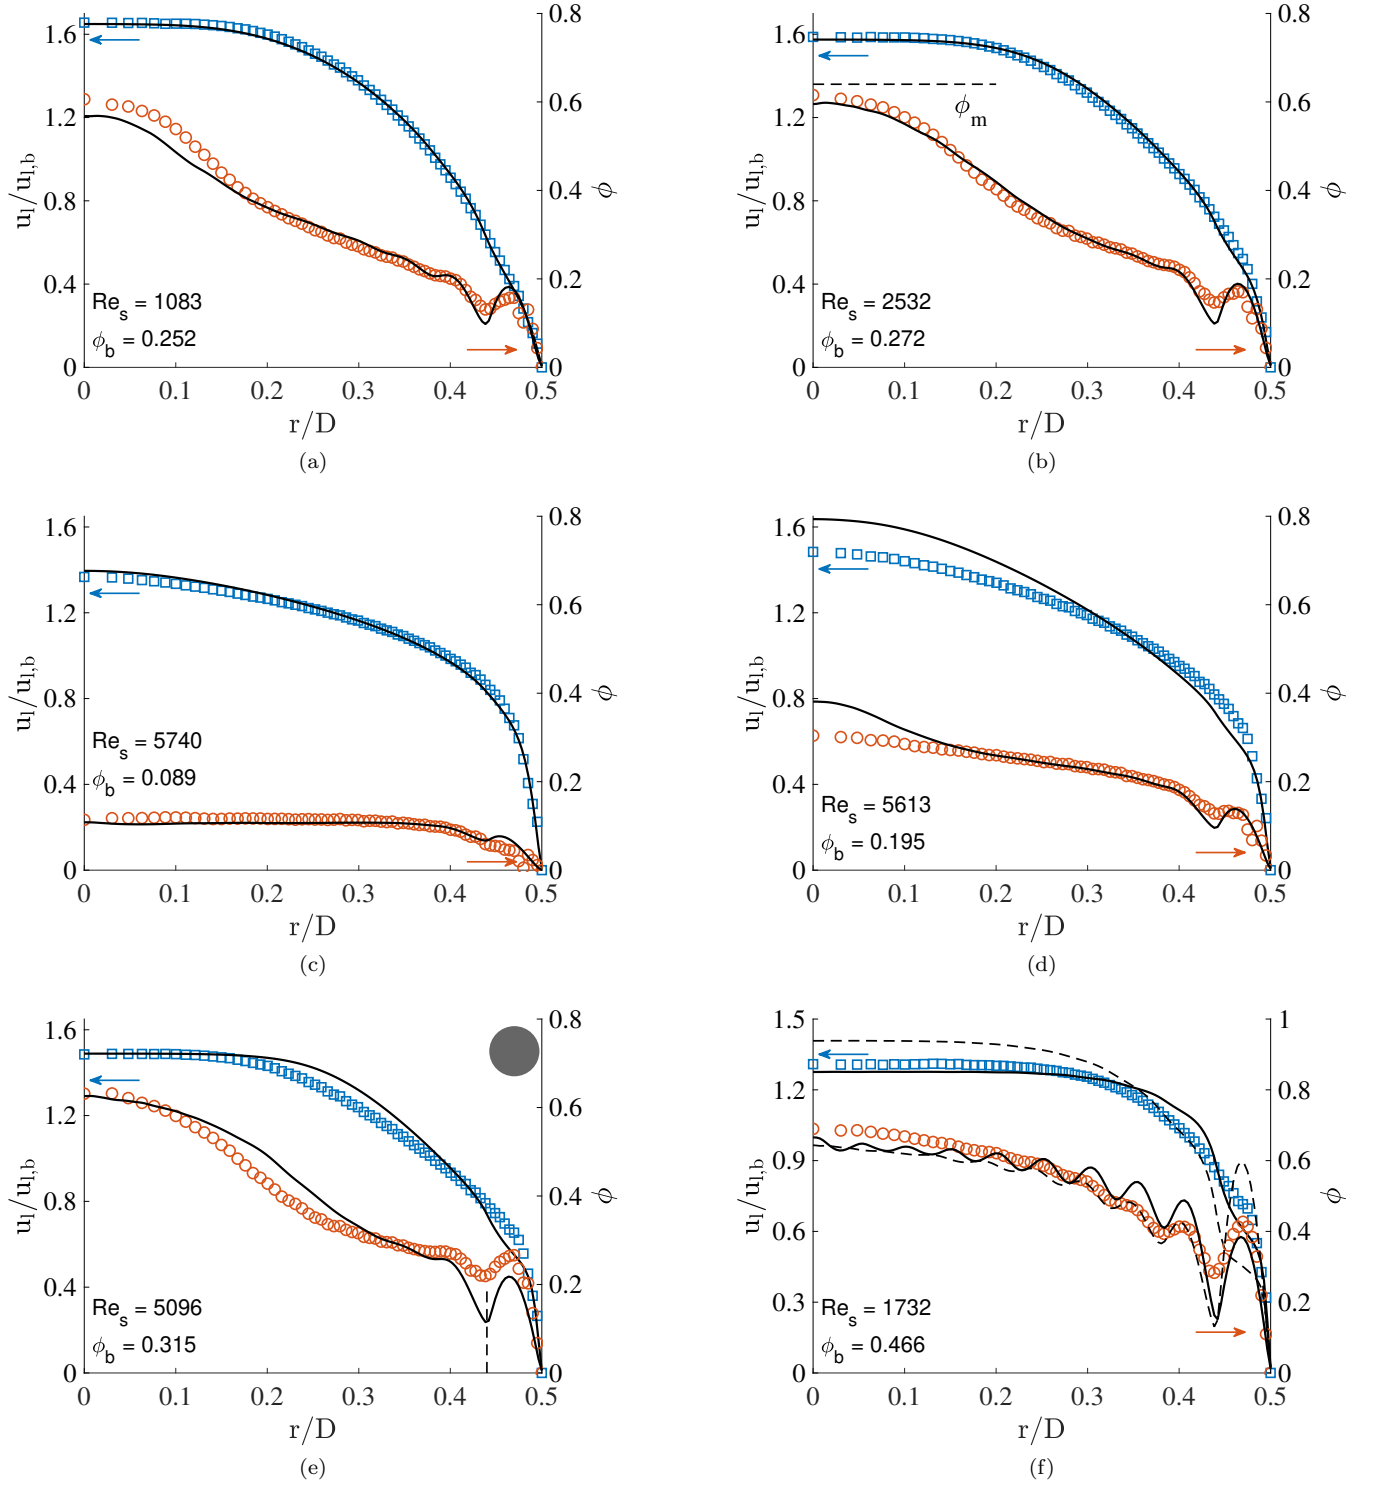 1.6
1.2
0.8
0.4
0
u_l/u_{l,b}
0.8
0.6
0.4
0.2
0
ϕ
Re_s = 1083
ϕ_b = 0.252
0 0.1 0.2 0.3 0.4 0.5
r/D
(a)
1.6
1.2
0.8
0.4
0
u_l/u_{l,b}
0.8
0.6
0.4
0.2
0
ϕ
ϕ_m
Re_s = 2532
ϕ_b = 0.272
0 0.1 0.2 0.3 0.4 0.5
r/D
(b)
1.6
1.2
0.8
0.4
0
u_l/u_{l,b}
0.8
0.6
0.4
0.2
0
ϕ
Re_s = 5740
ϕ_b = 0.089
0 0.1 0.2 0.3 0.4 0.5
r/D
(c)
1.6
1.2
0.8
0.4
0
u_l/u_{l,b}
0.8
0.6
0.4
0.2
0
ϕ
Re_s = 5613
ϕ_b = 0.195
0 0.1 0.2 0.3 0.4 0.5
r/D
(d)
1.6
1.2
0.8
0.4
0
u_l/u_{l,b}
0.8
0.6
0.4
0.2
0
ϕ
Re_s = 5096
ϕ_b = 0.315
0 0.1 0.2 0.3 0.4 0.5
r/D
(e)
1.5
1.2
0.9
0.6
0.3
0
u_l/u_{l,b}
1
0.8
0.6
0.4
0.2
0
ϕ
Re_s = 1732
ϕ_b = 0.466
0 0.1 0.2 0.3 0.4 0.5
r/D
(f)